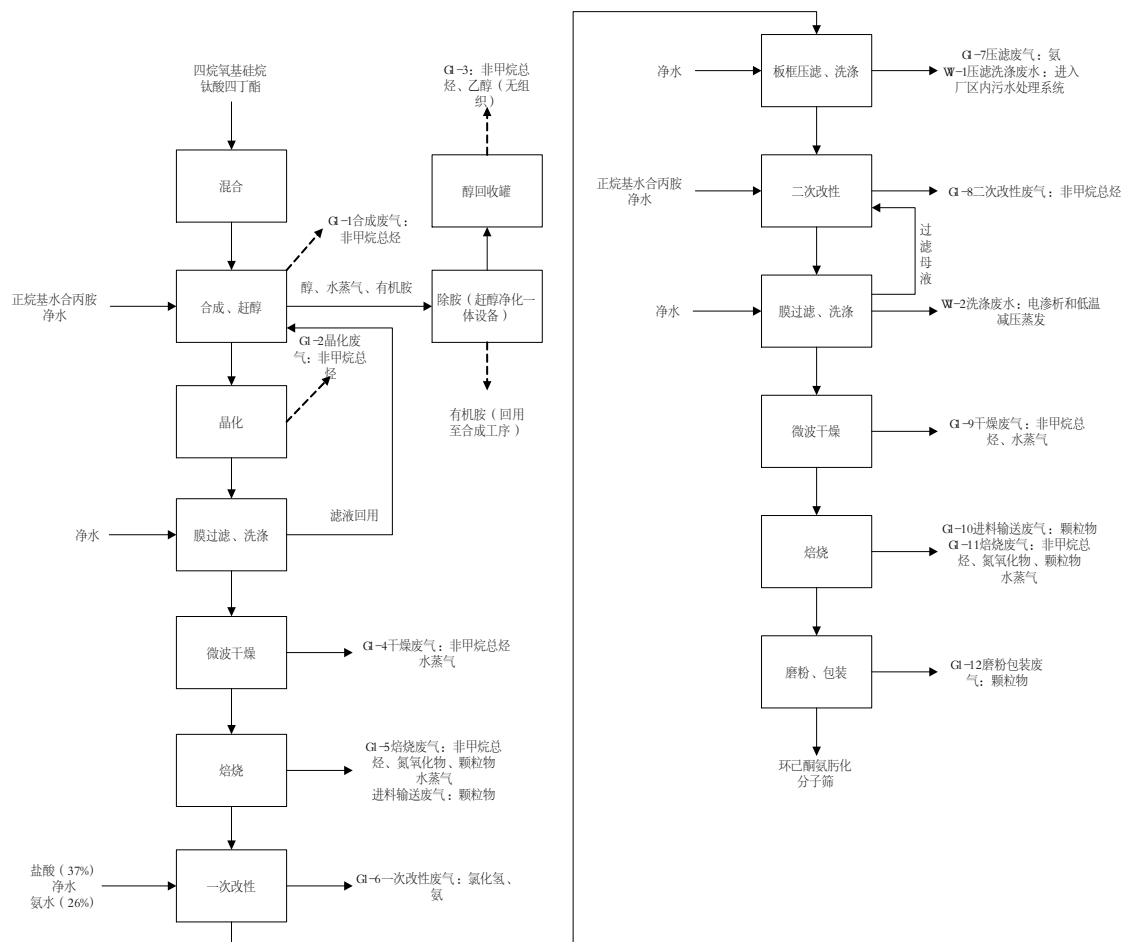 四烷氧基硅烷
钛酸四丁酯
混合
G1-1合成废气：
非甲烷总烃
G1-3：非甲烷总
烃、乙醇（无组
织）
醇回收罐
正烷基水合丙胺
净水
合成、赶醇
醇、水蒸气、有机胺
除胺（赶醇净化一
体设备）
G1-2晶化废
气：非甲烷总
烃
晶化
有机胺（回用
至合成工序）
净水
膜过滤、洗涤
滤液回用
微波干燥
G1-4干燥废气：非甲烷总烃
水蒸气
焙烧
G1-5焙烧废气：非甲烷总
烃、氮氧化物、颗粒物
水蒸气
进料输送废气：颗粒物
盐酸（37%）
净水
氨水（26%）
一次改性
G1-6一次改性废气：氯化氢、
氨
净水
板框压滤、洗涤
G1-7压滤废气：氨
W1-1压滤洗涤废水：进入
厂区内污水处理系统
正烷基水合丙胺
净水
二次改性
G1-8二次改性废气：非甲烷总烃
过
滤
母
液
净水
膜过滤、洗涤
W1-2洗涤废水：电渗析和低温
减压蒸发
微波干燥
G1-9干燥废气：非甲烷总
烃、水蒸气
焙烧
G1-10进料输送废气：颗粒物
G1-11焙烧废气：非甲烷总
烃、氮氧化物、颗粒物
水蒸气
磨粉、包装
G1-12磨粉包装废
气：颗粒物
环己酮氨肟化
分子筛